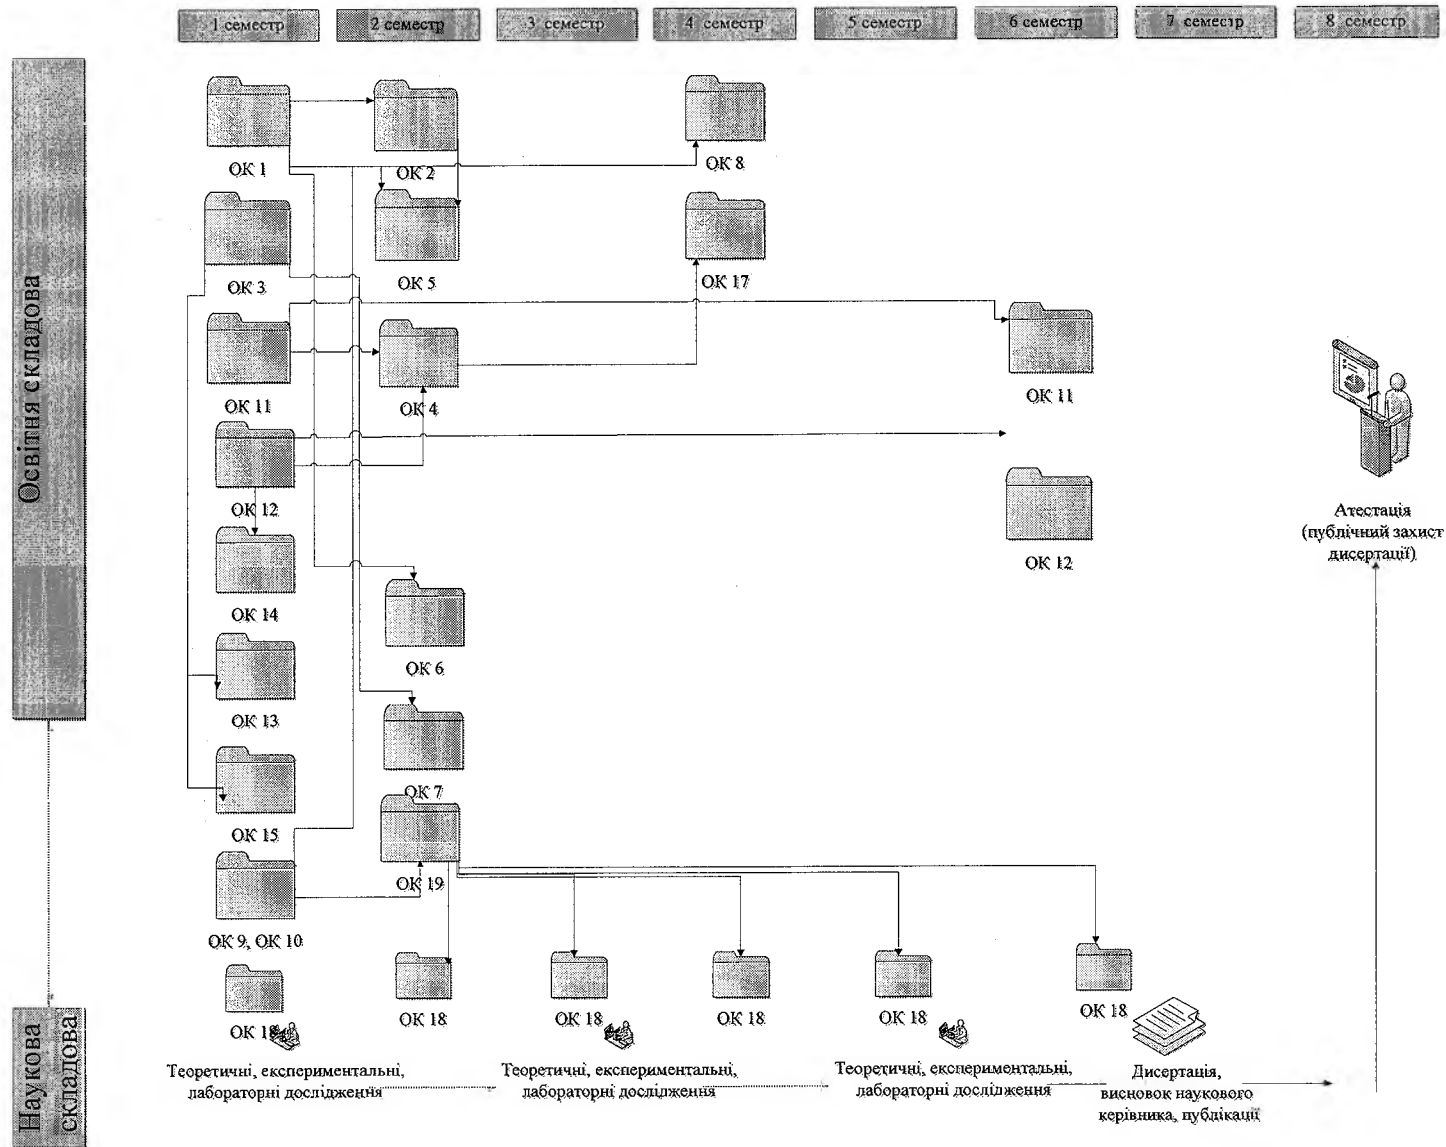 1 семестр
2 семестр
3 семестр
4 семестр
5 семестр
6 семестр
7 семестр
8 семестр
Освітня складова
ОК 1
ОК 2
ОК 8
ОК 3
ОК 5
ОК 17
ОК 11
ОК 4
ОК 11
ОК 12
ОК 12
Атестація
(публічний захист
дисертації)
ОК 14
ОК 6
ОК 13
ОК 7
ОК 15
ОК 19
ОК 9, ОК 10
Наукова
складова
ОК 18
ОК 18
ОК 18
ОК 18
ОК 18
ОК 18
Теоретичні, експериментальні,
лабораторні дослідження
Теоретичні, експериментальні,
лабораторні дослідження
Теоретичні, експериментальні,
лабораторні дослідження
Дисертація,
висновок наукового
керівника, публікації